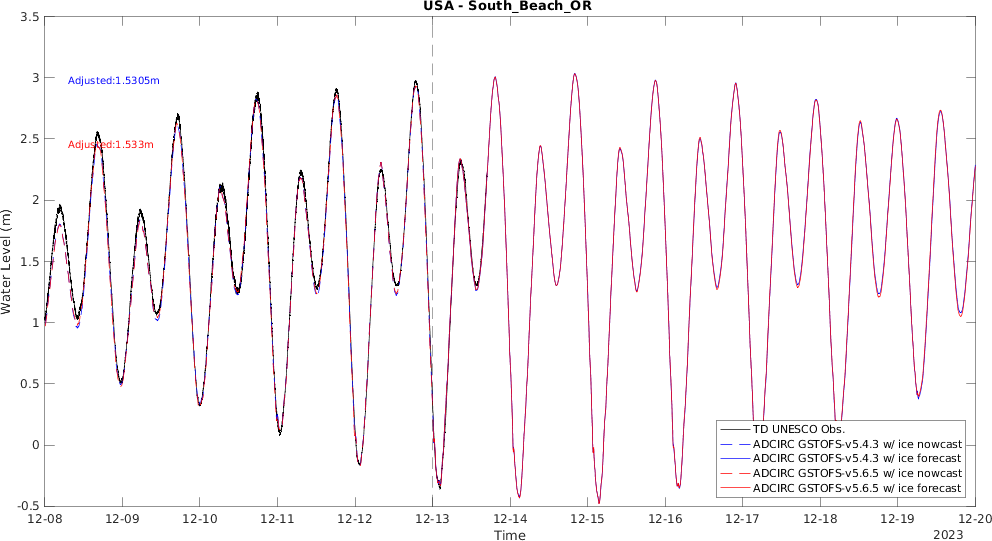 USA - South_Beach_OR
3.5
3
2.5
2
1.5
1
0.5
0
-0.5
Water Level (m)
Adjusted:1.5305m
Adjusted:1.533m
TD UNESCO Obs.
ADCIRC GSTOFS-v5.4.3 w/ ice nowcast
ADCIRC GSTOFS-v5.4.3 w/ ice forecast
ADCIRC GSTOFS-v5.6.5 w/ ice nowcast
ADCIRC GSTOFS-v5.6.5 w/ ice forecast
12-08 12-09 12-10 12-11 12-12 12-13 12-14 12-15 12-16 12-17 12-18 12-19 12-20
Time
2023